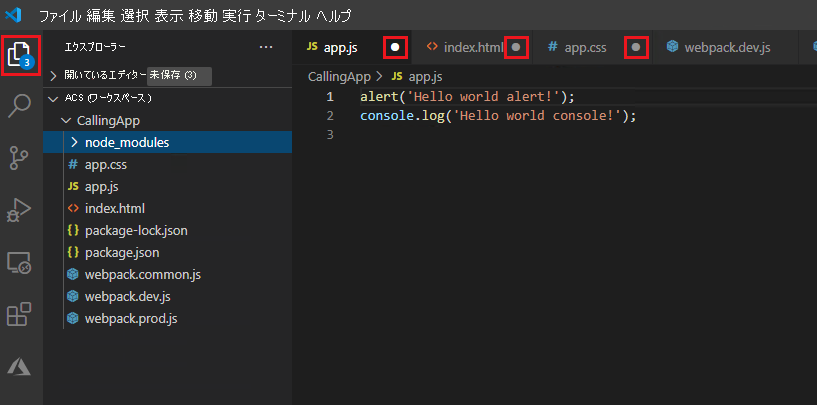 ファイル 編集 選択 表示 移動 実行 ターミナル ヘルプ
エクスプローラー ···
3
開いているエディター 未保存 (3)
ACS (ワークスペース)
CallingApp
node_modules
# app.css
JS app.js
<> index.html
{} package-lock.json
{} package.json
webpack.common.js
webpack.dev.js
webpack.prod.js
JS app.js <> index.html # app.css webpack.dev.js
CallingApp > JS app.js
1 alert('Hello world alert!');
2 console.log('Hello world console!');
3